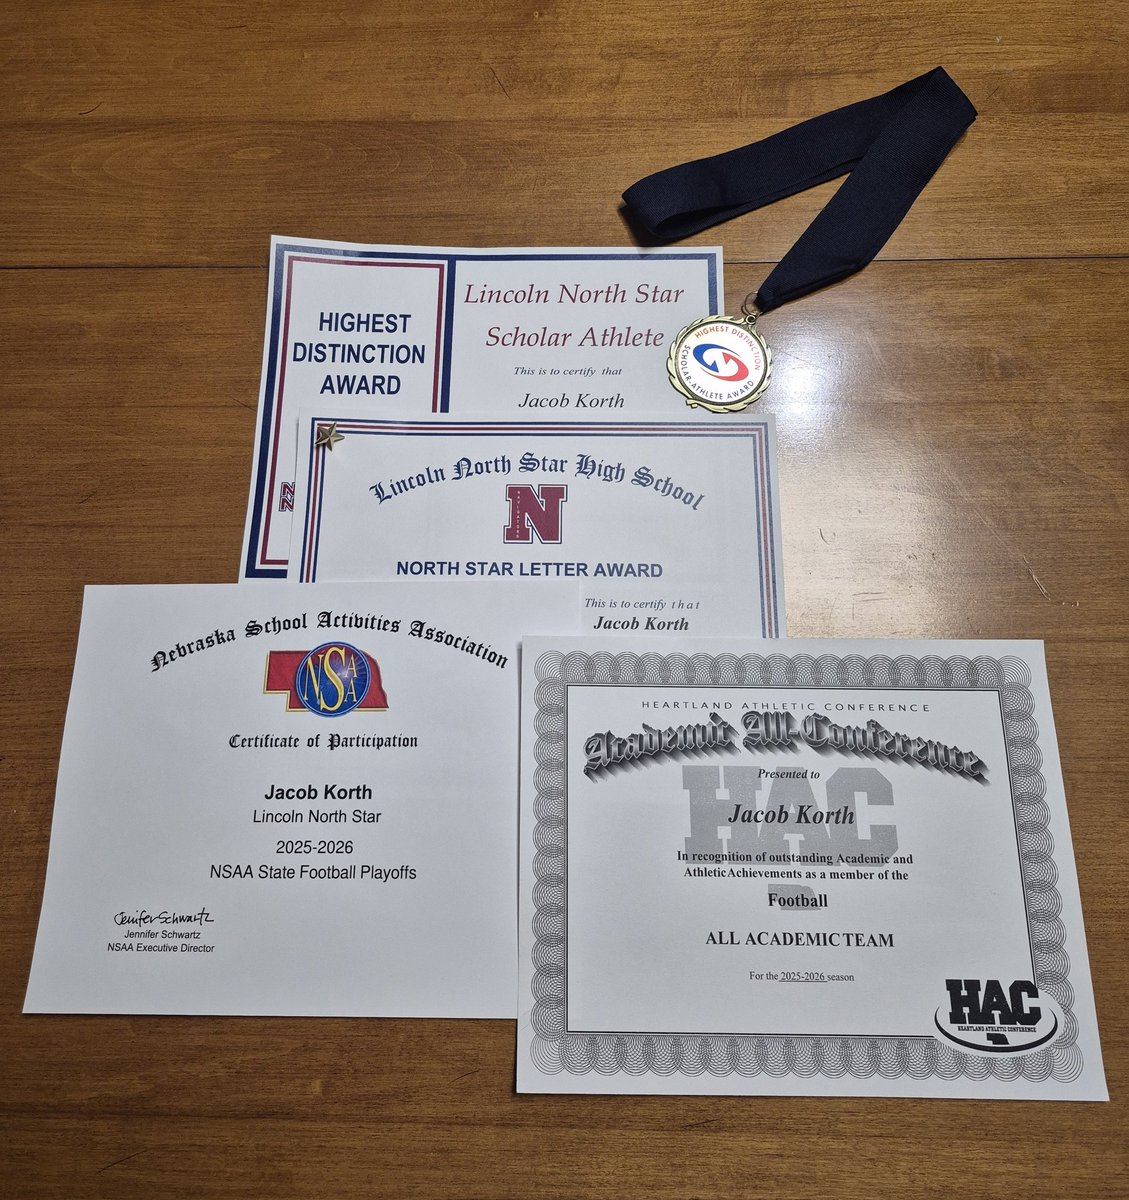 HIGHEST
DISTINCTION
AWARD
Lincoln North Star
Scholar Athlete
This is to certify that
Jacob Korth
HIGHEST DISTINCTION
SCHOLAR-ATHLETE AWARD
Lincoln North Star High School
N
NORTH STAR LETTER AWARD
This is to certify that
Jacob Korth
Nebraska School Activities Association
NSAA
Certificate of Participation
Jacob Korth
Lincoln North Star
2025-2026
NSAA State Football Playoffs
Jennifer Schwartz
Jennifer Schwartz
NSAA Executive Director
HEARTLAND ATHLETIC CONFERENCE
Academic All-Conference
HAC
Presented to
Jacob Korth
In recognition of outstanding Academic and
Athletic Achievements as a member of the
Football
ALL ACADEMIC TEAM
For the 2025-2026 season
HAC
HEARTLAND ATHLETIC CONFERENCE